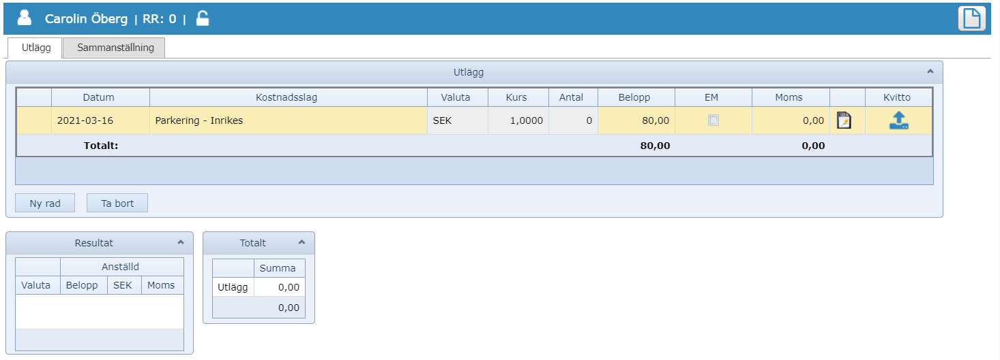 Carolin Öberg | RR: 0 |
Utlägg Sammanställning
Utlägg
Datum Kostnadsslag Valuta Kurs Antal Belopp EM Moms Kvitto
2021-03-16 Parkering - Inrikes SEK 1,0000 0 80,00 0,00
Totalt: 80,00 0,00
Ny rad Ta bort
Resultat
Anställd
Valuta Belopp SEK Moms
Totalt
Summa
Utlägg 0,00
0,00